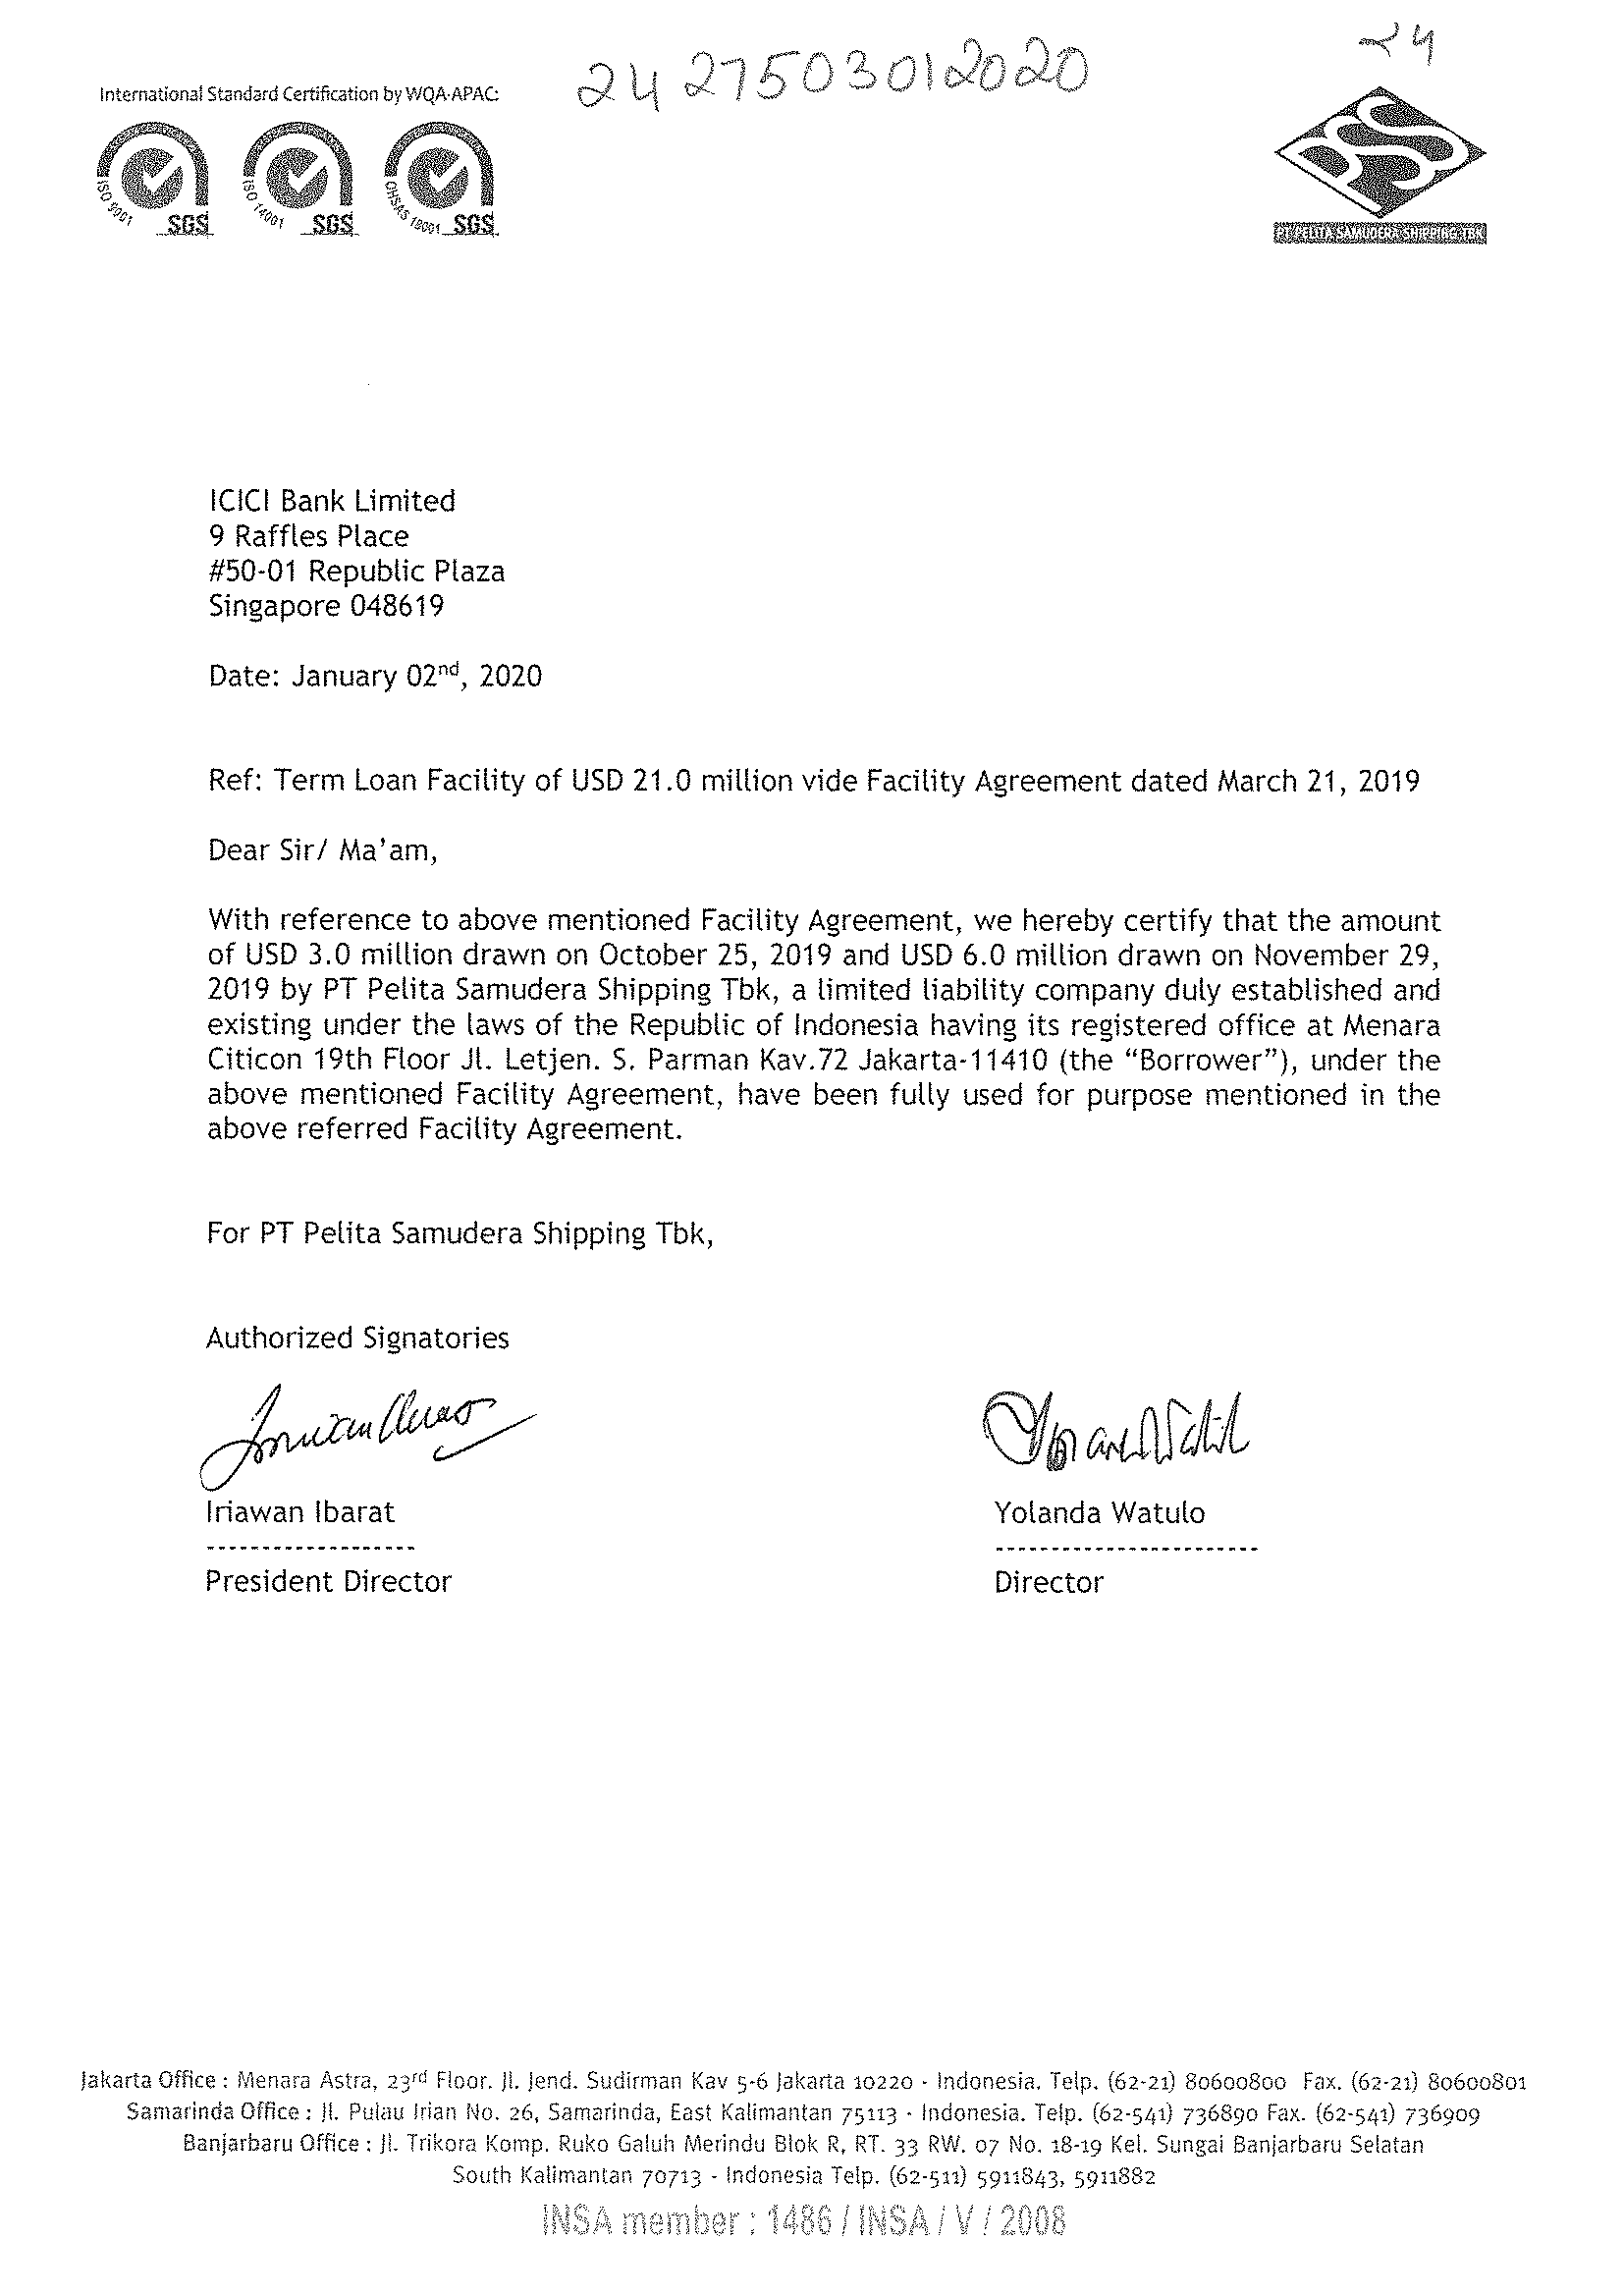 24 27503012020
24
International Standard Certification by WQA-APAC:
ISO 9001 SGS
ISO 14001 SGS
OHSAS 18001 SGS
PSS
PT PELITA SAMUDERA SHIPPING TBK
ICICI Bank Limited
9 Raffles Place
#50-01 Republic Plaza
Singapore 048619
Date: January 02nd, 2020
Ref: Term Loan Facility of USD 21.0 million vide Facility Agreement dated March 21, 2019
Dear Sir/ Ma'am,
With reference to above mentioned Facility Agreement, we hereby certify that the amount
of USD 3.0 million drawn on October 25, 2019 and USD 6.0 million drawn on November 29,
2019 by PT Pelita Samudera Shipping Tbk, a limited liability company duly established and
existing under the laws of the Republic of Indonesia having its registered office at Menara
Citicon 19th Floor Jl. Letjen. S. Parman Kav.72 Jakarta-11410 (the “Borrower”), under the
above mentioned Facility Agreement, have been fully used for purpose mentioned in the
above referred Facility Agreement.
For PT Pelita Samudera Shipping Tbk,
Authorized Signatories
Iriawan Ibarat
Yolanda Watulo
President Director
Director
Jakarta Office : Menara Astra, 23rd Floor. Jl. Jend. Sudirman Kav 5-6 Jakarta 10220 - Indonesia. Telp. (62-21) 80600800 Fax. (62-21) 80600801
Samarinda Office : Jl. Pulau Irian No. 26, Samarinda, East Kalimantan 75113 - Indonesia. Telp. (62-541) 736890 Fax. (62-541) 736909
Banjarbaru Office : Jl. Trikora Komp. Ruko Galuh Merindu Blok R, RT. 33 RW. 07 No. 18-19 Kel. Sungai Banjarbaru Selatan
South Kalimantan 70713 - Indonesia Telp. (62-511) 5911843, 5911882
INSA member : 1486 / INSA / V / 2008